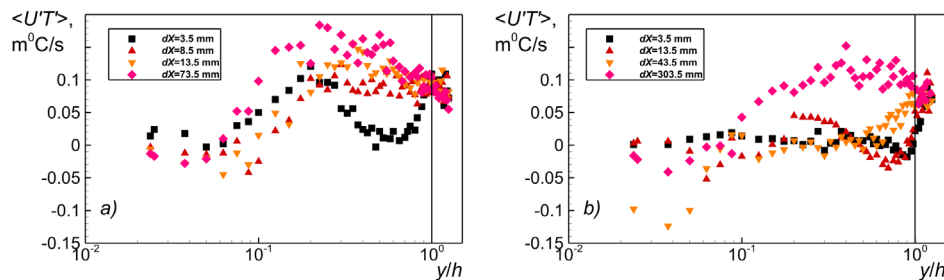 <U'T'>,
m⁰C/s
dX=3.5 mm
dX=8.5 mm
dX=13.5 mm
dX=73.5 mm
0.1
0.05
0
-0.05
-0.1
-0.15
a)
10⁻²
10⁻¹
10⁰
y/h
<U'T'>,
m⁰C/s
dX=3.5 mm
dX=13.5 mm
dX=43.5 mm
dX=303.5 mm
0.1
0.05
0
-0.05
-0.1
-0.15
b)
10⁻²
10⁻¹
10⁰
y/h